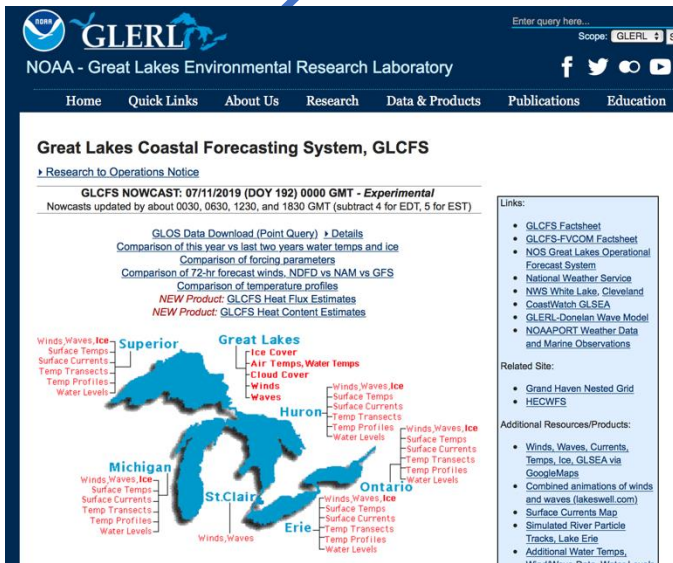 NOAA
GLERL
Enter query here...
Scope: GLERL
NOAA - Great Lakes Environmental Research Laboratory
Home Quick Links About Us Research Data & Products Publications Education
Great Lakes Coastal Forecasting System, GLCFS
Research to Operations Notice
GLCFS NOWCAST: 07/11/2019 (DOY 192) 0000 GMT - Experimental
Nowcasts updated by about 0030, 0630, 1230, and 1830 GMT (subtract 4 for EDT, 5 for EST)
GLOS Data Download (Point Query) Details
Comparison of this year vs last two years water temps and ice
Comparison of forcing parameters
Comparison of 72-hr forecast winds, NDFD vs NAM vs GFS
Comparison of temperature profiles
NEW Product: GLCFS Heat Flux Estimates
NEW Product: GLCFS Heat Content Estimates
Superior
Winds,Waves,Ice
Surface Temps
Surface Currents
Temp Transects
Temp Profiles
Water Levels
Great Lakes
Ice Cover
Air Temps, Water Temps
Cloud Cover
Winds
Waves
Huron
Winds,Waves,Ice
Surface Temps
Surface Currents
Temp Transects
Temp Profiles
Water Levels
Michigan
Winds,Waves,Ice
Surface Temps
Surface Currents
Temp Transects
Temp Profiles
Water Levels
St.Clair
Winds,Waves
Ontario
Winds,Waves,Ice
Surface Temps
Surface Currents
Temp Transects
Temp Profiles
Water Levels
Erie
Winds,Waves,Ice
Surface Temps
Surface Currents
Temp Transects
Temp Profiles
Water Levels
Links:
GLCFS Factsheet
GLCFS-FVCOM Factsheet
NOS Great Lakes Operational
Forecast System
National Weather Service
NWS White Lake, Cleveland
CoastWatch GLSEA
GLERL-Donelan Wave Model
NOAAPORT Weather Data
and Marine Observations
Related Site:
Grand Haven Nested Grid
HECWFS
Additional Resources/Products:
Winds, Waves, Currents,
Temps, Ice, GLSEA via
GoogleMaps
Combined animations of winds
and waves (lakeswell.com)
Surface Currents Map
Simulated River Particle
Tracks, Lake Erie
Additional Water Temps,